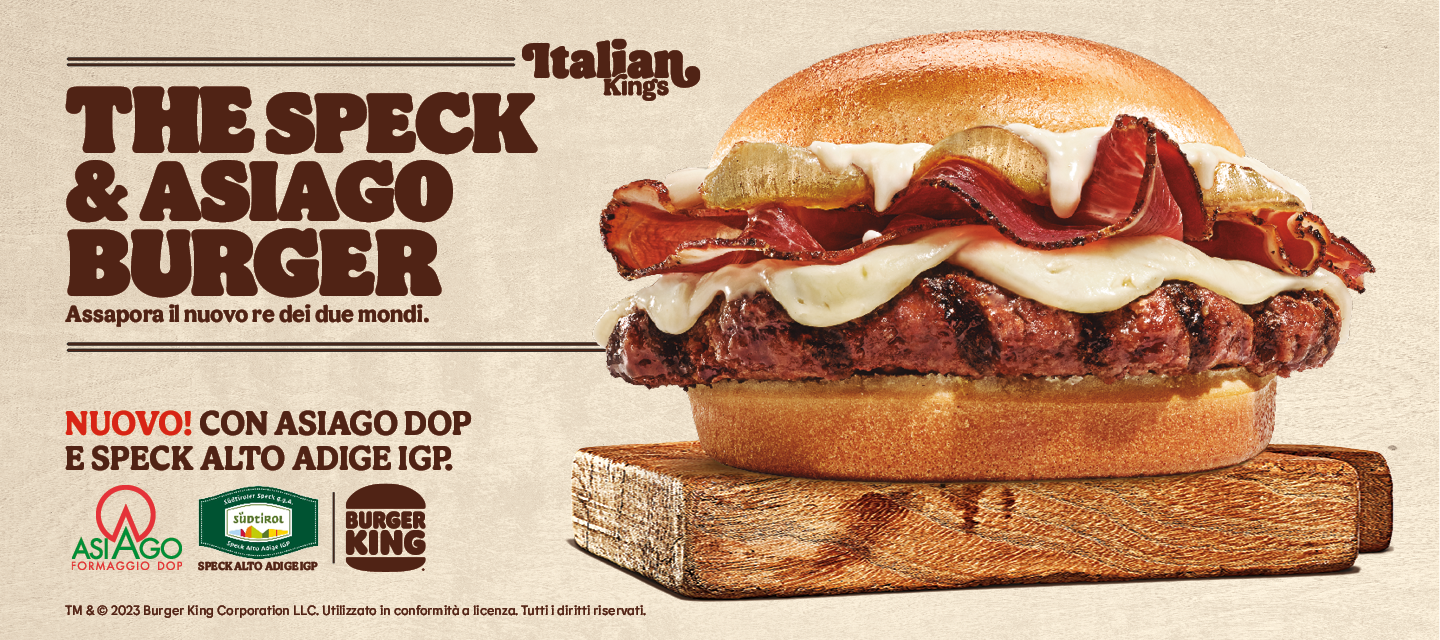 Italian
Kings
THE SPECK
& ASIAGO
BURGER
Assapora il nuovo re dei due mondi.
NUOVO! CON ASIAGO DOP
E SPECK ALTO ADIGE IGP.
ASIAGO
FORMAGGIO DOP
Südtiroler Speck g.g.A.
SÜDTIROL
Speck Alto Adige IGP
SPECK ALTO ADIGE IGP
BURGER
KING
TM & © 2023 Burger King Corporation LLC. Utilizzato in conformità a licenza. Tutti i diritti riservati.